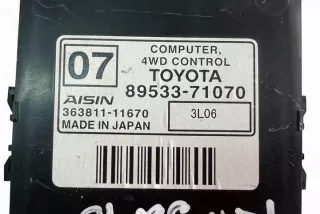 07
COMPUTER,
4WD CONTROL
TOYOTA
89533-71070
AISIN
363811-11670
3L06
MADE IN JAPAN